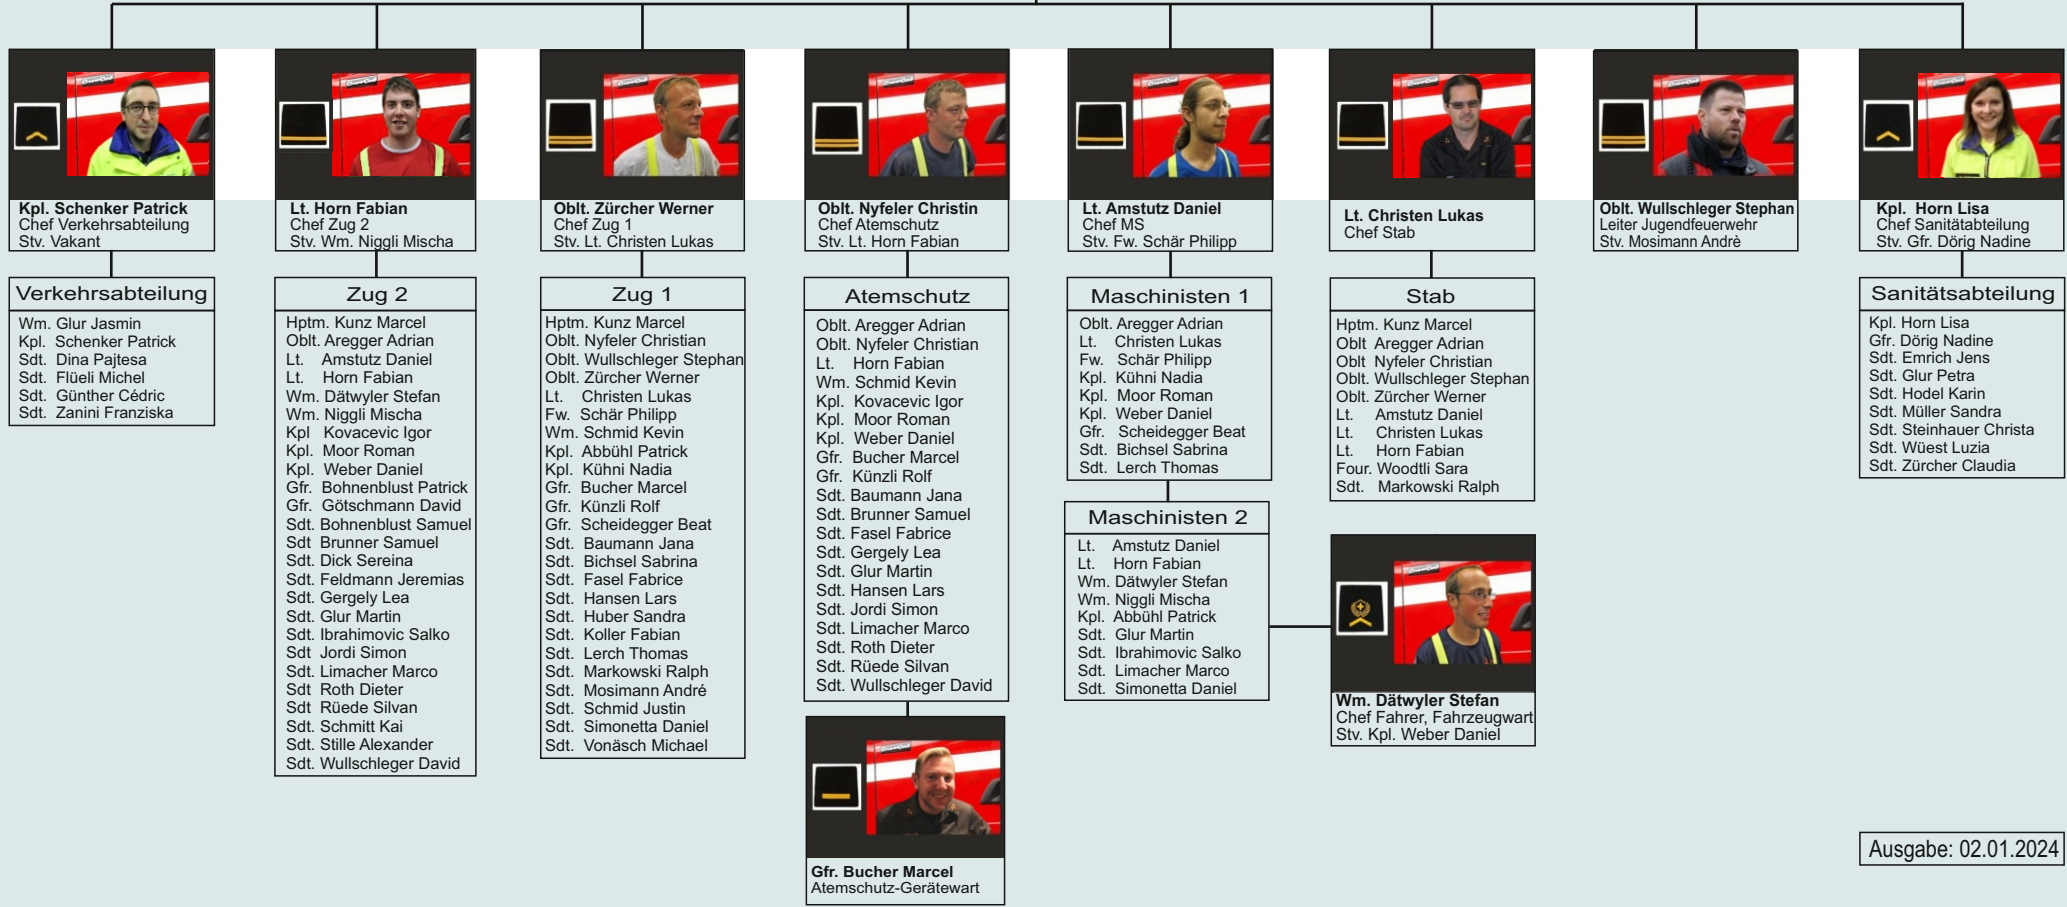 Kpl. Schenker Patrick
Chef Verkehrsabteilung
Stv. Vakant
Lt. Horn Fabian
Chef Zug 2
Stv. Wm. Niggli Mischa
Oblt. Zürcher Werner
Chef Zug 1
Stv. Lt. Christen Lukas
Oblt. Nyfeler Christin
Chef Atemschutz
Stv. Lt. Horn Fabian
Lt. Amstutz Daniel
Chef MS
Stv. Fw. Schär Philipp
Lt. Christen Lukas
Chef Stab
Oblt. Wullschleger Stephan
Leiter Jugendfeuerwehr
Stv. Mosimann Andrè
Kpl. Horn Lisa
Chef Sanitätabteilung
Stv. Gfr. Dörig Nadine
Verkehrsabteilung
Wm. Glur Jasmin
Kpl. Schenker Patrick
Sdt. Dina Pajtesa
Sdt. Flüeli Michel
Sdt. Günther Cédric
Sdt. Zanini Franziska
Zug 2
Hptm. Kunz Marcel
Oblt. Aregger Adrian
Lt. Amstutz Daniel
Lt. Horn Fabian
Wm. Dätwyler Stefan
Wm. Niggli Mischa
Kpl Kovacevic Igor
Kpl. Moor Roman
Kpl. Weber Daniel
Gfr. Bohnenblust Patrick
Gfr. Götschmann David
Sdt. Bohnenblust Samuel
Sdt Brunner Samuel
Sdt. Dick Sereina
Sdt. Feldmann Jeremias
Sdt. Gergely Lea
Sdt. Glur Martin
Sdt. Ibrahimovic Salko
Sdt Jordi Simon
Sdt. Limacher Marco
Sdt Roth Dieter
Sdt Rüede Silvan
Sdt. Schmitt Kai
Sdt. Stille Alexander
Sdt. Wullschleger David
Zug 1
Hptm. Kunz Marcel
Oblt. Nyfeler Christian
Oblt. Wullschleger Stephan
Oblt. Zürcher Werner
Lt. Christen Lukas
Fw. Schär Philipp
Wm. Schmid Kevin
Kpl. Abbühl Patrick
Kpl. Kühni Nadia
Gfr. Bucher Marcel
Gfr. Künzli Rolf
Gfr. Scheidegger Beat
Sdt. Baumann Jana
Sdt. Bichsel Sabrina
Sdt. Fasel Fabrice
Sdt. Hansen Lars
Sdt. Huber Sandra
Sdt. Koller Fabian
Sdt. Lerch Thomas
Sdt. Markowski Ralph
Sdt. Mosimann André
Sdt. Schmid Justin
Sdt. Simonetta Daniel
Sdt. Vonäsch Michael
Atemschutz
Oblt. Aregger Adrian
Oblt. Nyfeler Christian
Lt. Horn Fabian
Wm. Schmid Kevin
Kpl. Kovacevic Igor
Kpl. Moor Roman
Kpl. Weber Daniel
Gfr. Bucher Marcel
Gfr. Künzli Rolf
Sdt. Baumann Jana
Sdt. Brunner Samuel
Sdt. Fasel Fabrice
Sdt. Gergely Lea
Sdt. Glur Martin
Sdt. Hansen Lars
Sdt. Jordi Simon
Sdt. Limacher Marco
Sdt. Roth Dieter
Sdt. Rüede Silvan
Sdt. Wullschleger David
Gfr. Bucher Marcel
Atemschutz-Gerätewart
Maschinisten 1
Oblt. Aregger Adrian
Lt. Christen Lukas
Fw. Schär Philipp
Kpl. Kühni Nadia
Kpl. Moor Roman
Kpl. Weber Daniel
Gfr. Scheidegger Beat
Sdt. Bichsel Sabrina
Sdt. Lerch Thomas
Maschinisten 2
Lt. Amstutz Daniel
Lt. Horn Fabian
Wm. Dätwyler Stefan
Wm. Niggli Mischa
Kpl. Abbühl Patrick
Sdt. Glur Martin
Sdt. Ibrahimovic Salko
Sdt. Limacher Marco
Sdt. Simonetta Daniel
Stab
Hptm. Kunz Marcel
Oblt Aregger Adrian
Oblt Nyfeler Christian
Oblt. Wullschleger Stephan
Oblt. Zürcher Werner
Lt. Amstutz Daniel
Lt. Christen Lukas
Lt. Horn Fabian
Four. Woodtli Sara
Sdt. Markowski Ralph
Wm. Dätwyler Stefan
Chef Fahrer, Fahrzeugwart
Stv. Kpl. Weber Daniel
Sanitätsabteilung
Kpl. Horn Lisa
Gfr. Dörig Nadine
Sdt. Emrich Jens
Sdt. Glur Petra
Sdt. Hodel Karin
Sdt. Müller Sandra
Sdt. Steinhauer Christa
Sdt. Wüest Luzia
Sdt. Zürcher Claudia
Ausgabe: 02.01.2024